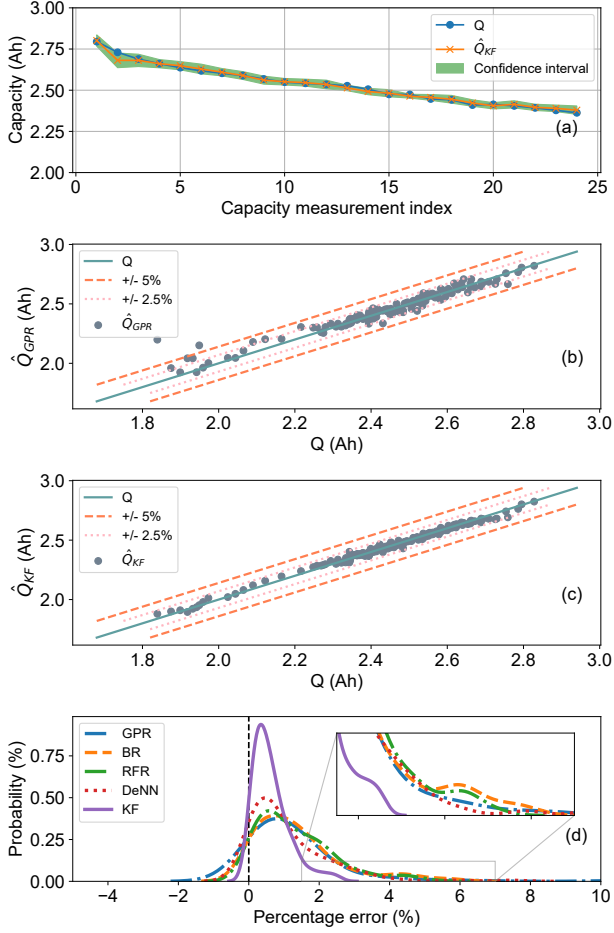 3.00
2.75
2.50
2.25
2.00
Capacity (Ah)
Q
Q̂KF
Confidence interval
(a)
0 5 10 15 20 25
Capacity measurement index
3.0
2.5
2.0
Q̂GPR (Ah)
Q
+/- 5%
+/- 2.5%
Q̂GPR
(b)
1.8 2.0 2.2 2.4 2.6 2.8 3.0
Q (Ah)
3.0
2.5
2.0
Q̂KF (Ah)
Q
+/- 5%
+/- 2.5%
Q̂KF
(c)
1.8 2.0 2.2 2.4 2.6 2.8 3.0
Q (Ah)
0.75
0.50
0.25
0.00
Probability (%)
GPR
BR
RFR
DeNN
KF
(d)
−4 −2 0 2 4 6 8 10
Percentage error (%)